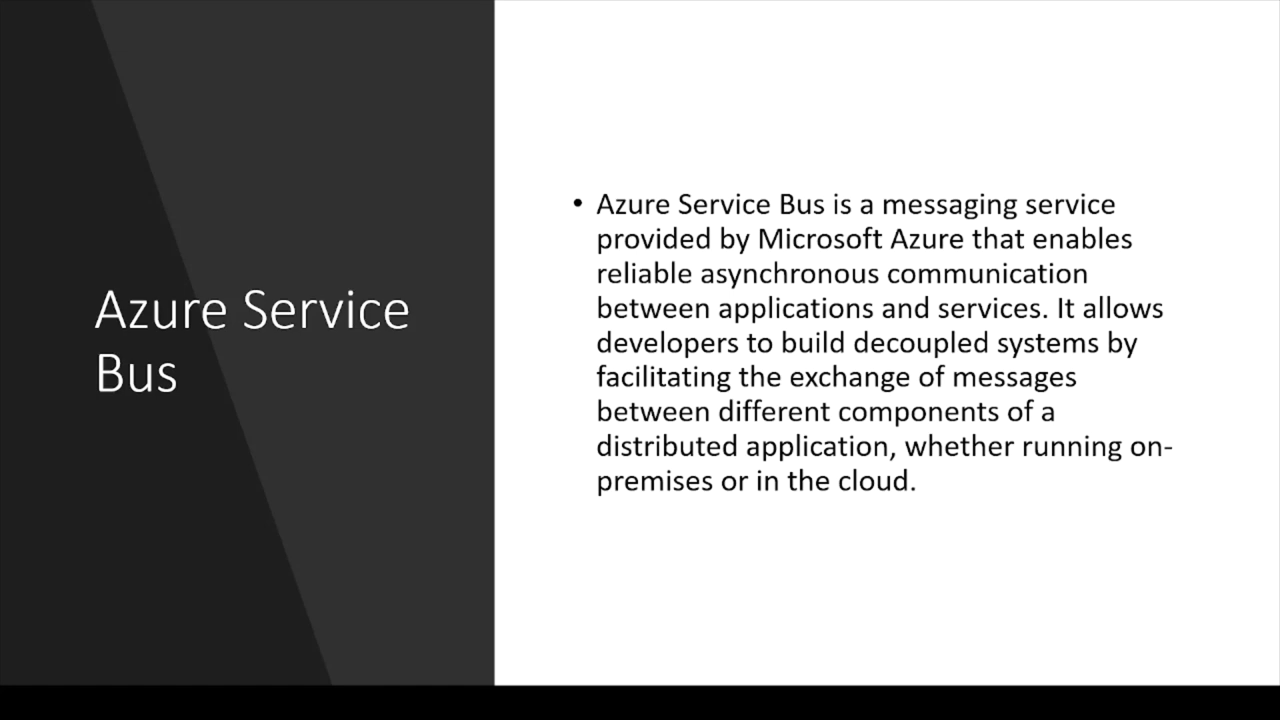 Azure Service
Bus
• Azure Service Bus is a messaging service
provided by Microsoft Azure that enables
reliable asynchronous communication
between applications and services. It allows
developers to build decoupled systems by
facilitating the exchange of messages
between different components of a
distributed application, whether running on-
premises or in the cloud.